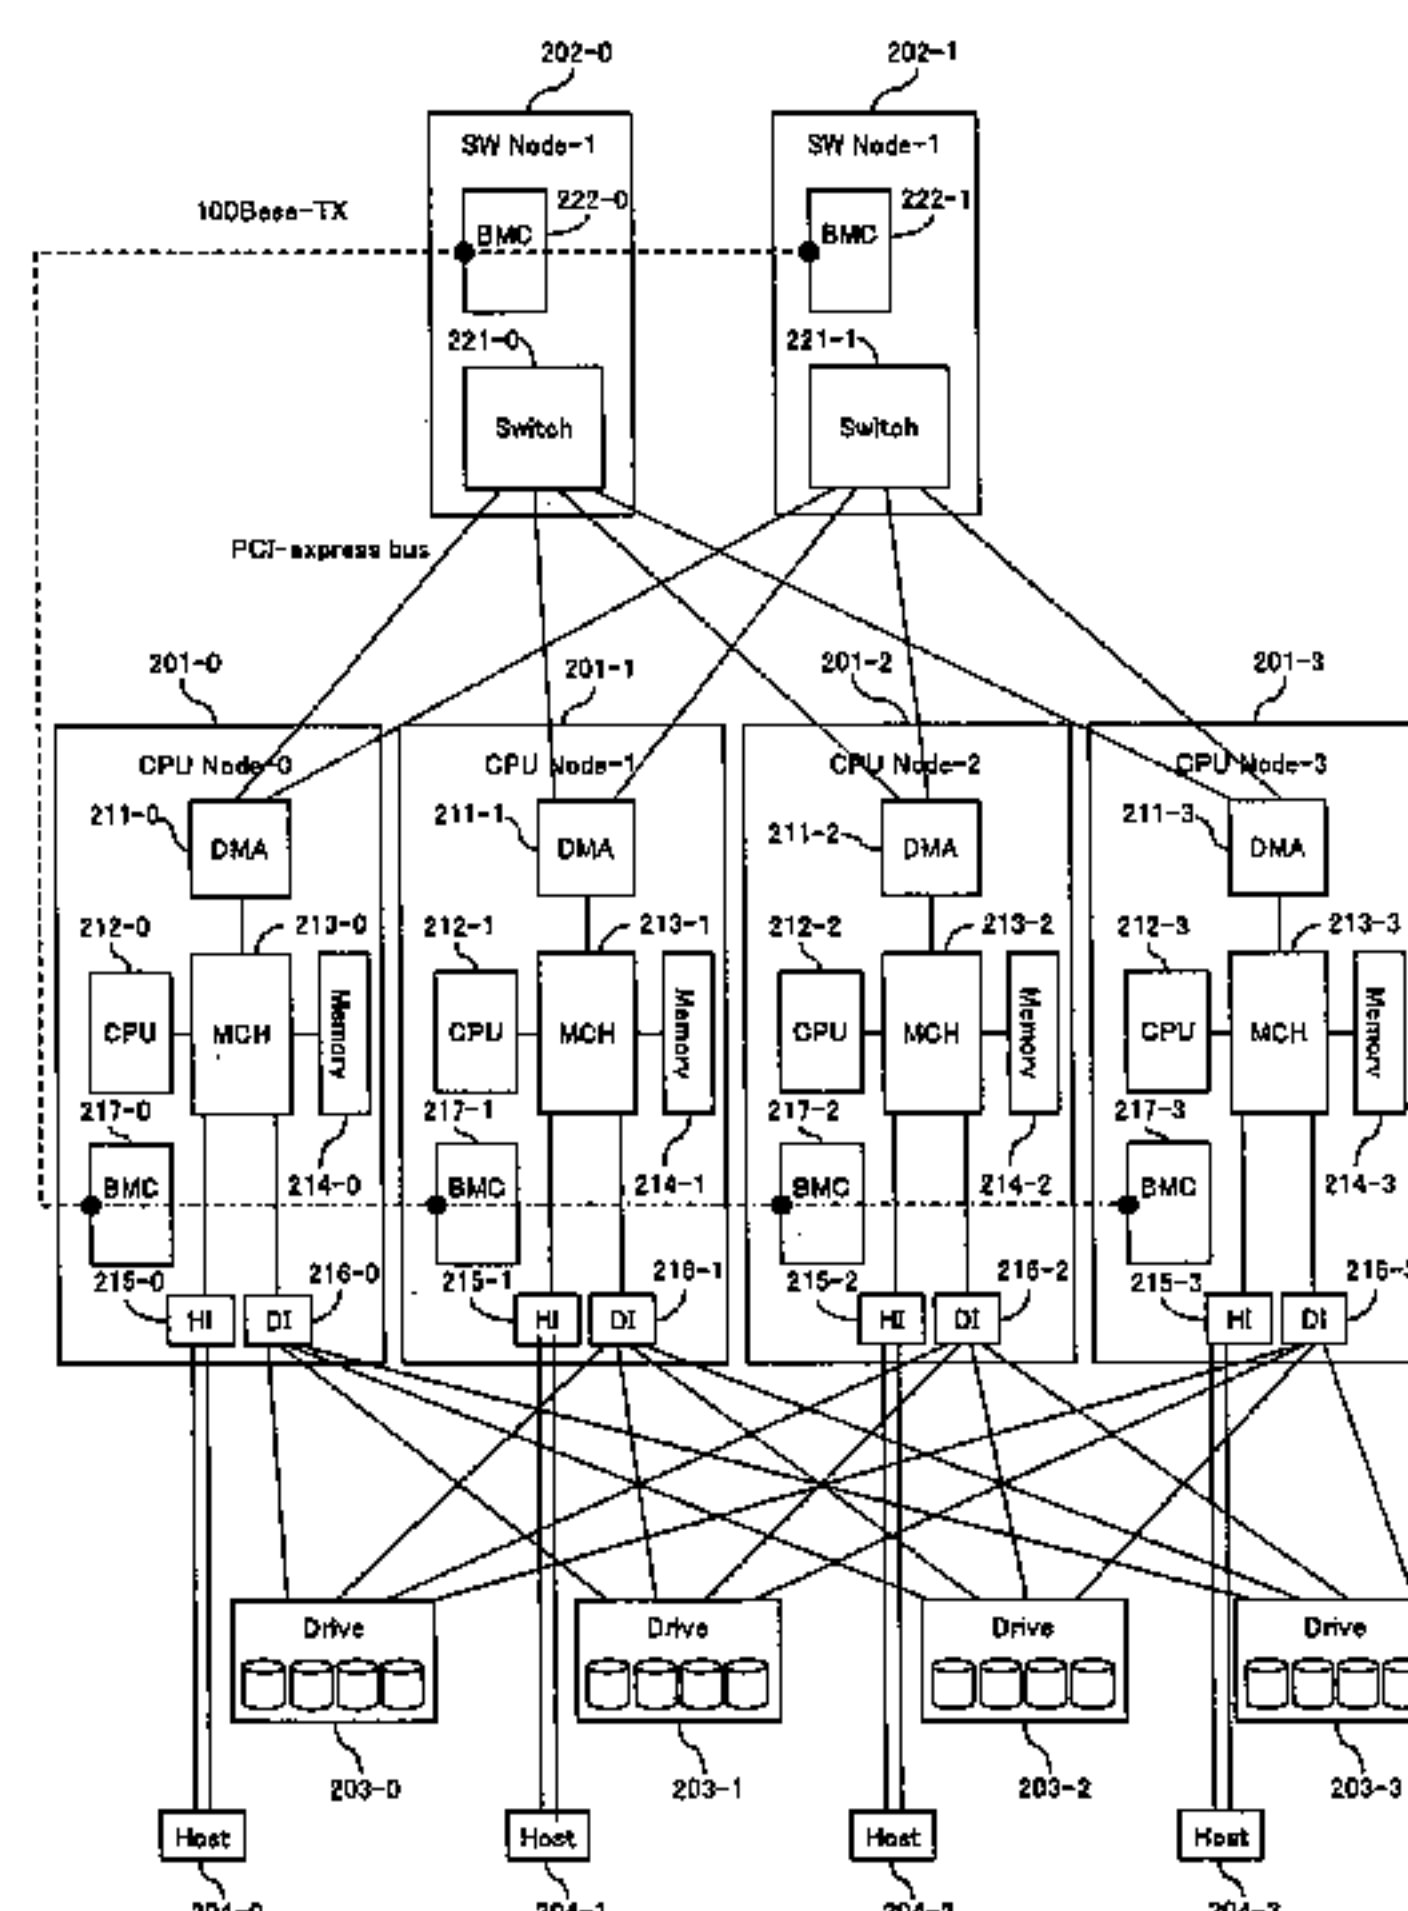 202-0 202-1
SW Node-1 SW Node-1
100Base-TX
222-0 222-1
BMC BMC
221-0 221-1
Switch Switch
PCI-express bus
201-0 201-1 201-2 201-3
CPU Node-0 CPU Node-1 CPU Node-2 CPU Node-3
211-0 211-1 211-2 211-3
DMA DMA DMA DMA
212-0 213-0 212-1 213-1 212-2 213-2 212-3 213-3
CPU MCH Memory CPU MCH Memory CPU MCH Memory CPU MCH Memory
217-0 217-1 217-2 217-3
BMC 214-0 BMC 214-1 BMC 214-2 BMC 214-3
215-0 216-0 215-1 216-1 215-2 216-2 215-3
HI DI HI DI HI DI HI DI
Drive Drive Drive Drive
203-0 203-1 203-2 203-3
Host Host Host Host